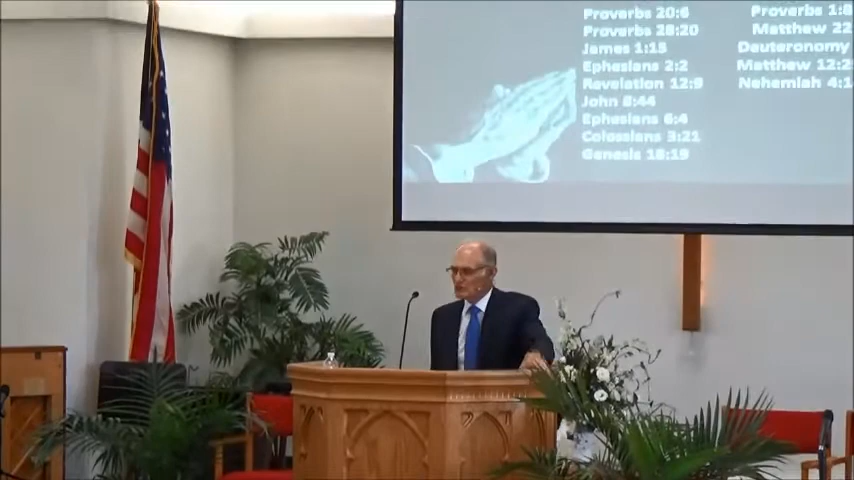 Proverbs 20:6
Proverbs 28:20
James 1:15
Ephesians 2:2
Revelation 12:9
John 8:44
Ephesians 6:4
Colossians 3:21
Genesis 18:19
Proverbs 1:8
Matthew 22
Deuteronomy
Matthew 12:2
Nehemiah 4:1